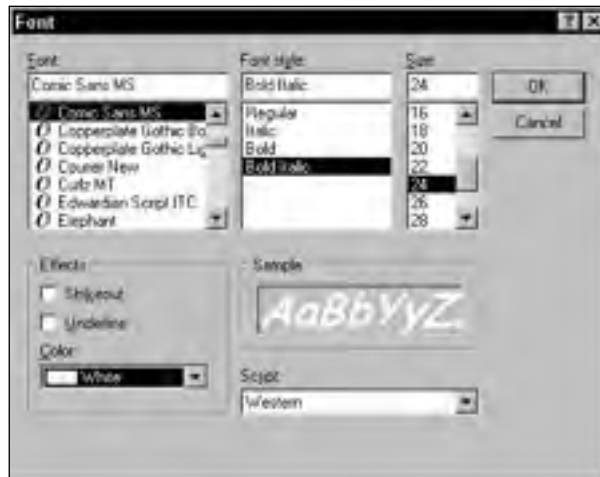 Font
Font:
Comic Sans MS
Comic Sans MS
Copperplate Gothic Bo
Copperplate Gothic Lig
Courier New
Curlz MT
Edwardian Script ITC
Elephant
Font style:
Bold Italic
Regular
Italic
Bold
Bold Italic
Size:
24
16
18
20
22
24
26
28
OK
Cancel
Effects
Strikeout
Underline
Color:
White
Sample
AaBbYyZ
Script:
Western